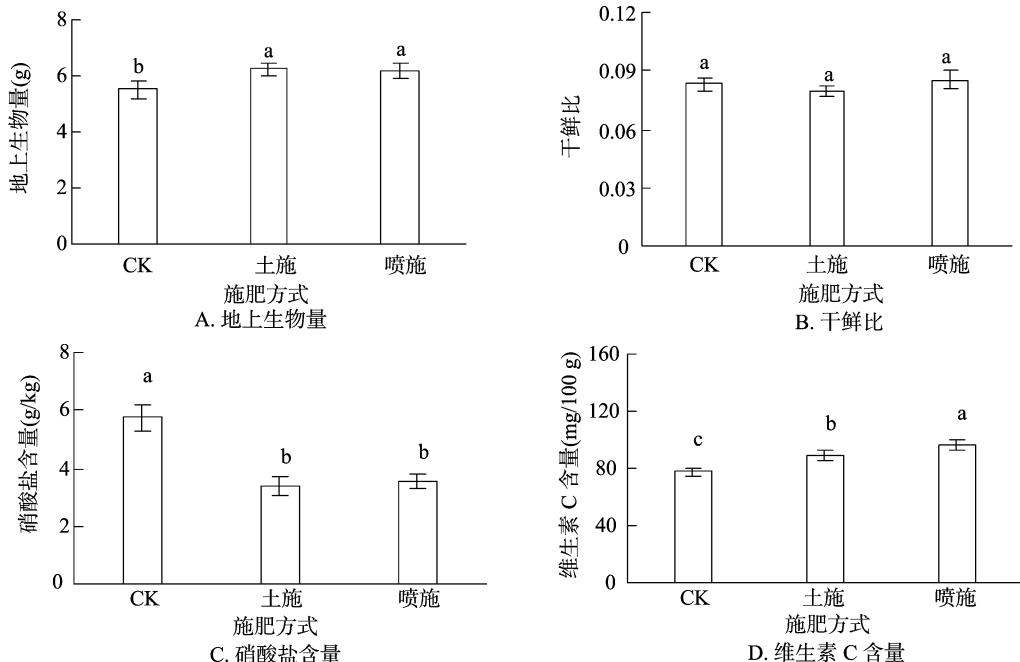 地上生物量(g)
8
6
4
2
0
b
a
a
CK
土施
喷施
施肥方式
A. 地上生物量
干鲜比
0.12
0.09
0.06
0.03
0
a
a
a
CK
土施
喷施
施肥方式
B. 干鲜比
硝酸盐含量(g/kg)
8
6
4
2
0
a
b
b
CK
土施
喷施
施肥方式
C. 硝酸盐含量
维生素 C 含量(mg/100 g)
160
120
80
40
0
c
b
a
CK
土施
喷施
施肥方式
D. 维生素 C 含量